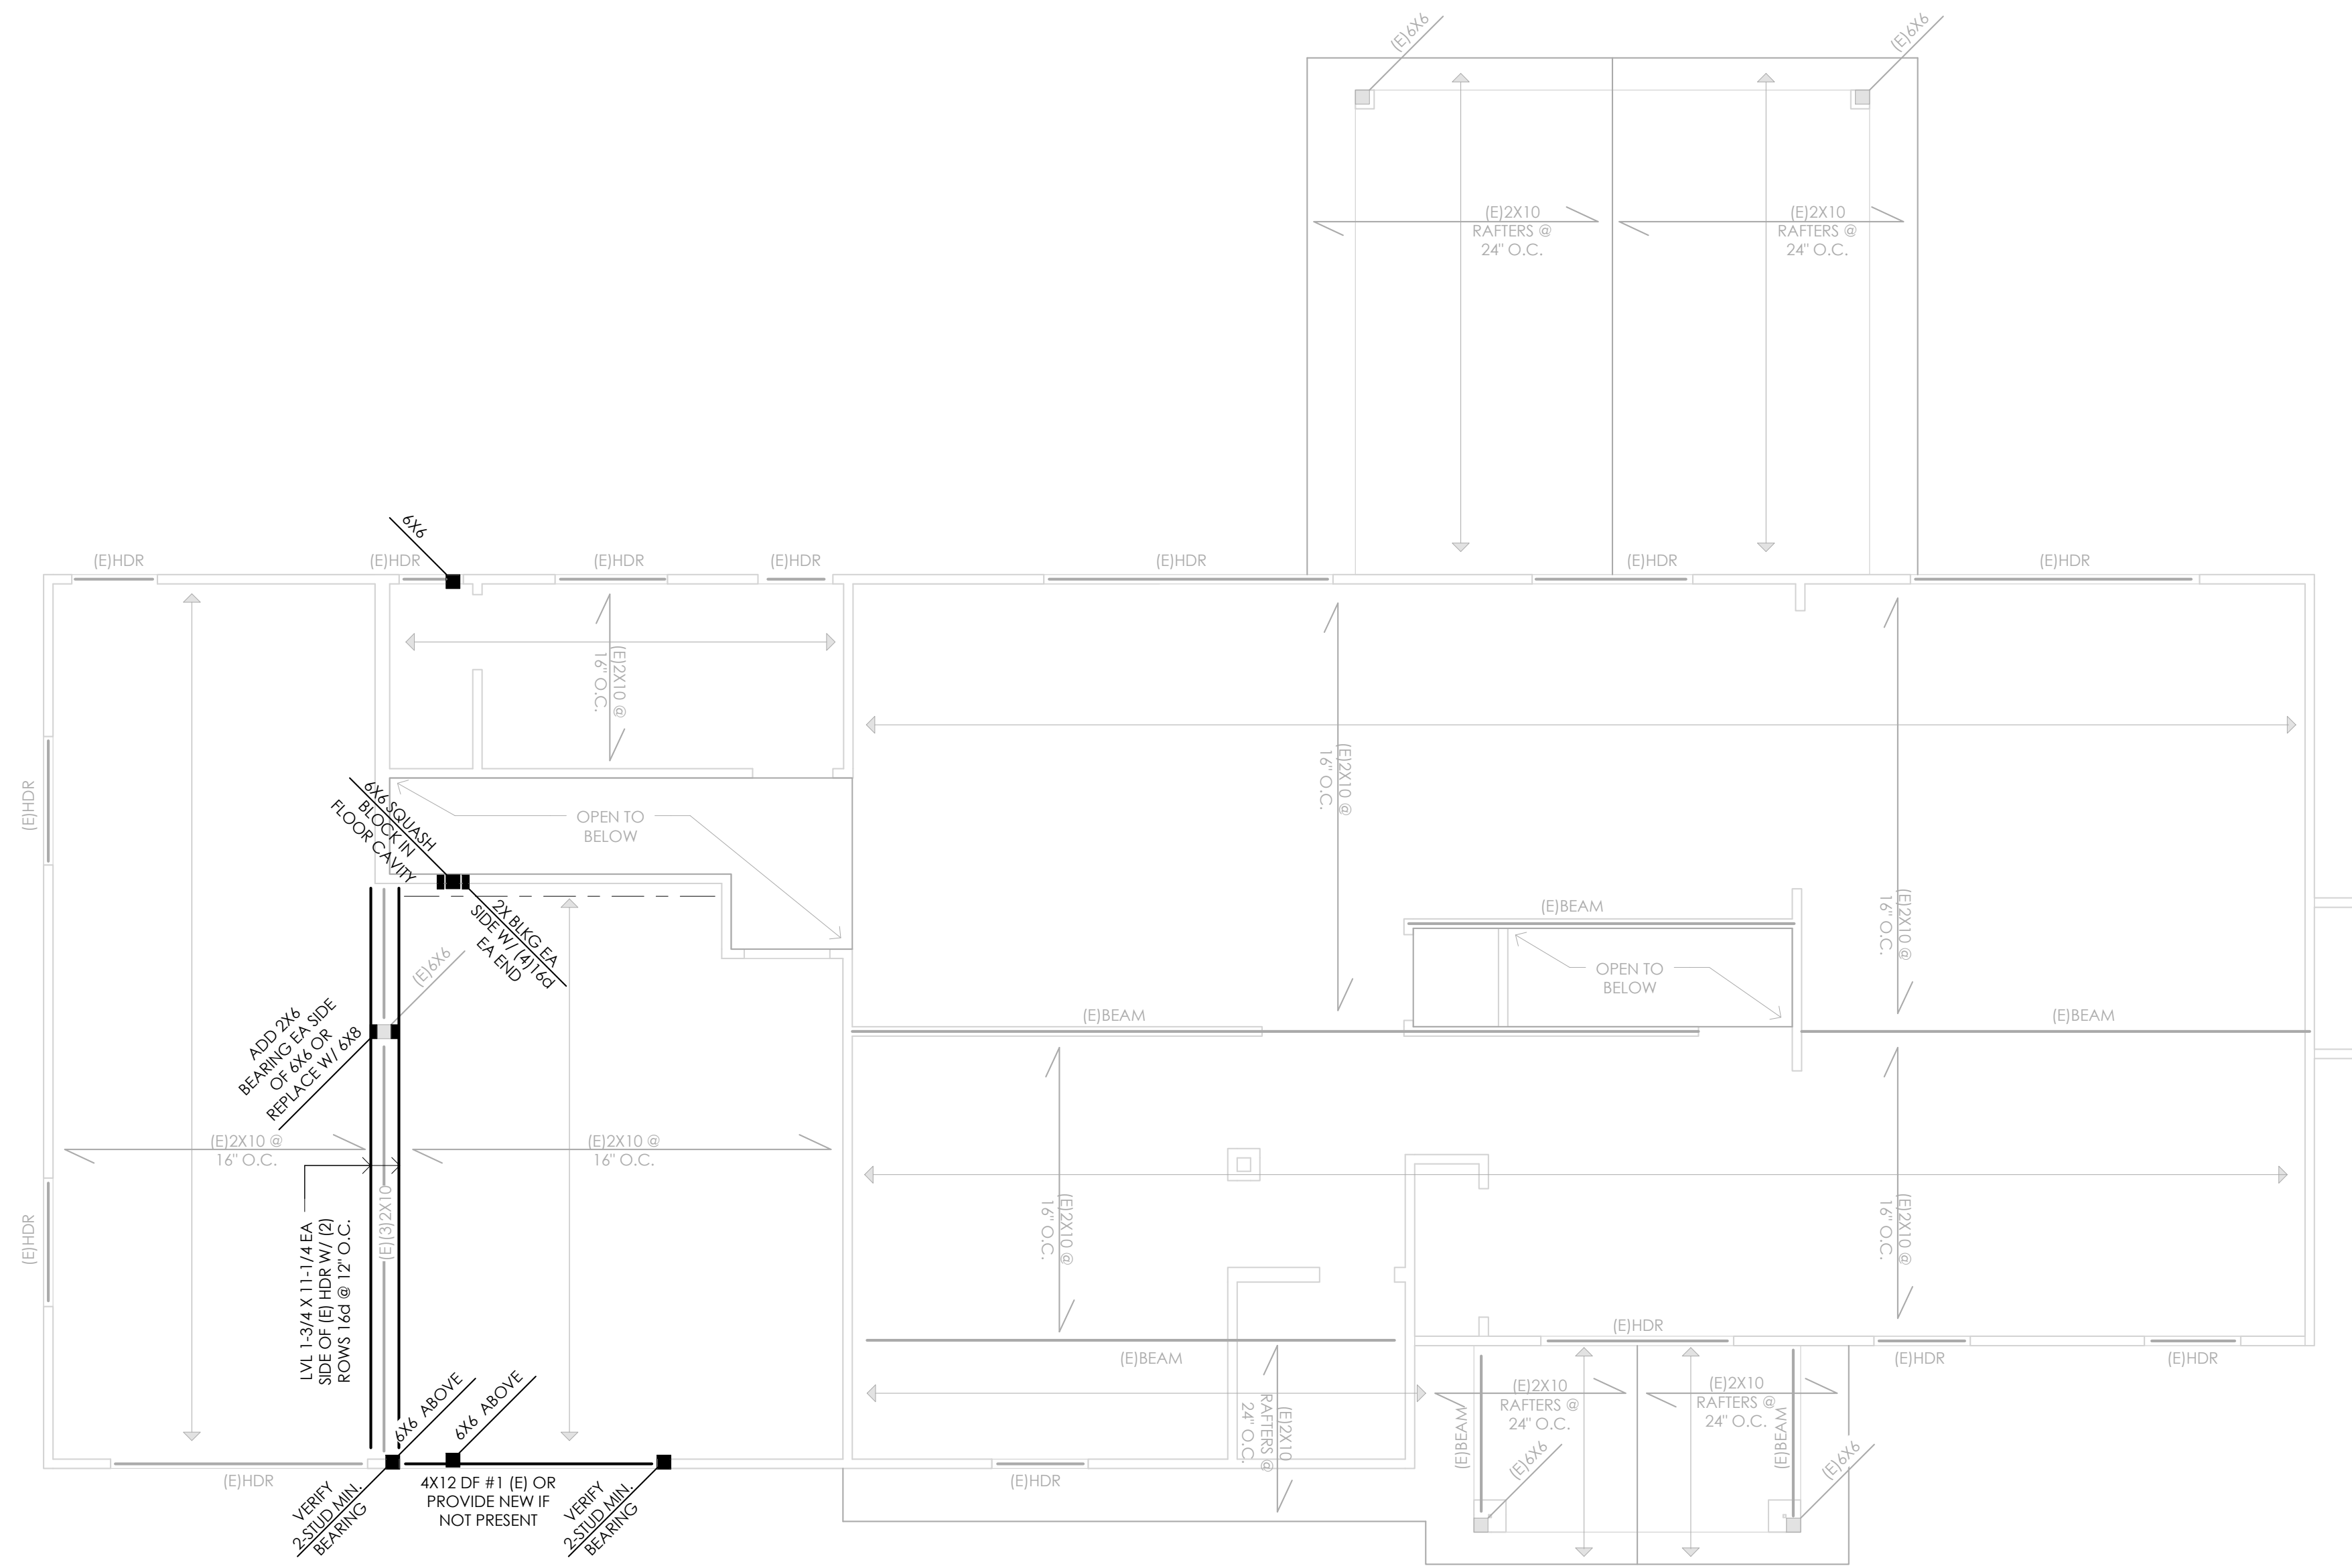 (E)6X6
(E)6X6
(E)2X10
RAFTERS @
24" O.C.
(E)2X10
RAFTERS @
24" O.C.
6X6
(E)HDR
(E)HDR
(E)HDR
(E)HDR
(E)HDR
(E)HDR
(E)HDR
(E)2X10 @
16" O.C.
(E)2X10 @
16" O.C.
(E)HDR
6X6 SQUASH
BLOCK IN
FLOOR CAVITY
OPEN TO
BELOW
2X BLKG EA
SIDE W/ (4)16d
EA END
(E)6X6
(E)BEAM
(E)2X10 @
16" O.C.
OPEN TO
BELOW
(E)BEAM
(E)BEAM
ADD 2X6
BEARING EA SIDE
OF 6X6 OR
REPLACE W/ 6X8
(E)2X10 @
16" O.C.
(E)2X10 @
16" O.C.
(E)HDR
LVL 1-3/4 X 11-1/4 EA
SIDE OF (E) HDR W/ (2)
ROWS 16d @ 12" O.C.
(E)(3)2X10
(E)2X10 @
16" O.C.
(E)2X10 @
16" O.C.
(E)BEAM
(E)HDR
(E)HDR
(E)HDR
6X6 ABOVE
6X6 ABOVE
(E)2X10
RAFTERS @
24" O.C.
(E)BEAM
(E)2X10
RAFTERS @
24" O.C.
(E)2X10
RAFTERS @
24" O.C.
(E)BEAM
(E)6X6
(E)6X6
(E)HDR
VERIFY
2-STUD MIN.
BEARING
4X12 DF #1 (E) OR
PROVIDE NEW IF
NOT PRESENT
VERIFY
2-STUD MIN.
BEARING
(E)HDR